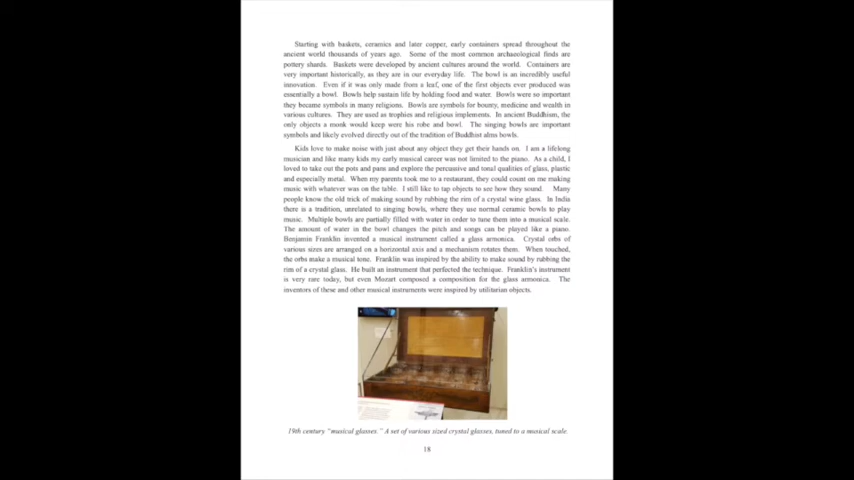 Starting with baskets, ceramics and later copper, early containers spread throughout the
ancient world thousands of years ago. Some of the most common archaeological finds are
pottery shards. Baskets were developed by ancient cultures around the world. Containers are
very important historically, as they are in our everyday life. The bowl is an incredibly useful
innovation. Even if it was only made from a leaf, one of the first objects ever produced was
essentially a bowl. Bowls help sustain life by holding food and water. Bowls were so important
they became symbols in many religions. Bowls are symbols for bounty, medicine and wealth in
various cultures. They are used as trophies and religious implements. In ancient Buddhism, the
only objects a monk would keep were his robe and bowl. The singing bowls are important
symbols and likely evolved directly out of the tradition of Buddhist alms bowls.
Kids love to make noise with just about any object they get their hands on. I am a lifelong
musician and like many kids my early musical career was not limited to the piano. As a child, I
loved to take out the pots and pans and explore the percussive and tonal qualities of glass, plastic
and especially metal. When my parents took me to a restaurant, they could count on me making
music with whatever was on the table. I still like to tap objects to see how they sound. Many
people know the old trick of making sound by rubbing the rim of a crystal wine glass. In India
there is a tradition, unrelated to singing bowls, where they use normal ceramic bowls to play
music. Multiple bowls are partially filled with water in order to tune them into a musical scale.
The amount of water in the bowl changes the pitch and songs can be played like a piano.
Benjamin Franklin invented a musical instrument called a glass armonica. Crystal orbs of
various sizes are arranged on a horizontal axis and a mechanism rotates them. When touched,
the orbs make a musical tone. Franklin was inspired by the ability to make sound by rubbing the
rim of a crystal glass. He built an instrument that perfected the technique. Franklin's instrument
is very rare today, but even Mozart composed a composition for the glass armonica. The
inventors of these and other musical instruments were inspired by utilitarian objects.
19th century "musical glasses." A set of various sized crystal glasses, tuned to a musical scale.
18